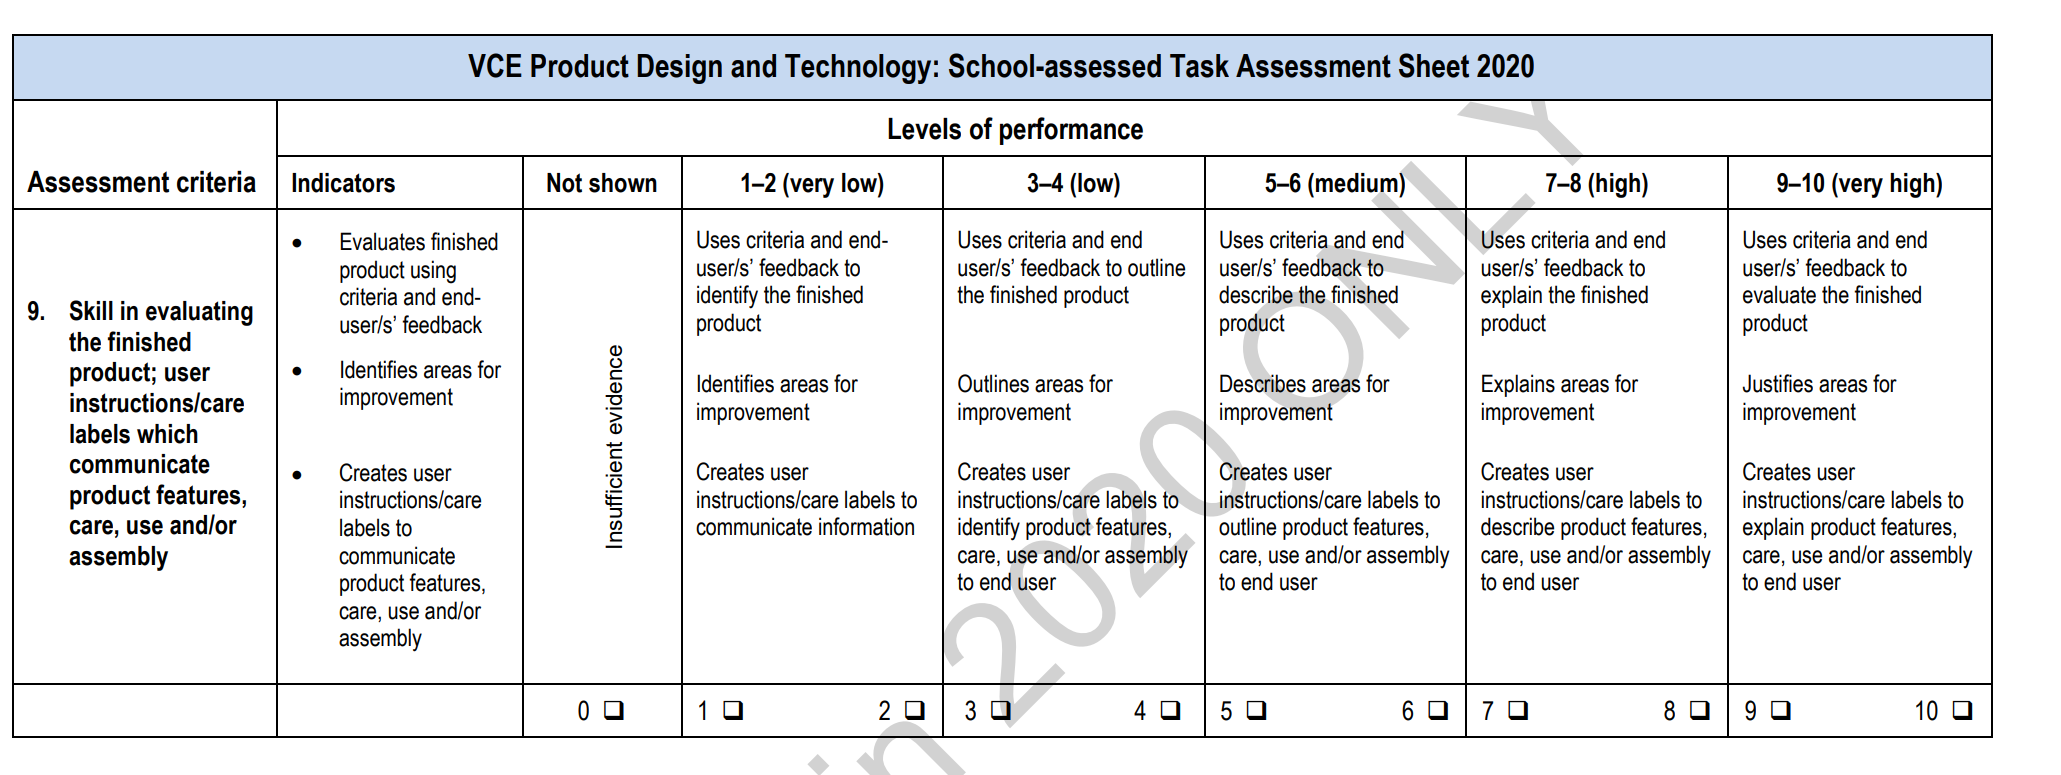 VCE Product Design and Technology: School-assessed Task Assessment Sheet 2020
Levels of performance
Assessment criteria
Indicators
Not shown
1–2 (very low)
3–4 (low)
5–6 (medium)
7–8 (high)
9–10 (very high)
9. Skill in evaluating
the finished
product; user
instructions/care
labels which
communicate
product features,
care, use and/or
assembly
• Evaluates finished
product using
criteria and end-
user/s’ feedback
• Identifies areas for
improvement
• Creates user
instructions/care
labels to
communicate
product features,
care, use and/or
assembly
Insufficient evidence
Uses criteria and end-
user/s’ feedback to
identify the finished
product
Identifies areas for
improvement
Creates user
instructions/care labels to
communicate information
Uses criteria and end
user/s’ feedback to outline
the finished product
Outlines areas for
improvement
Creates user
instructions/care labels to
identify product features,
care, use and/or assembly
to end user
Uses criteria and end
user/s’ feedback to
describe the finished
product
Describes areas for
improvement
Creates user
instructions/care labels to
outline product features,
care, use and/or assembly
to end user
Uses criteria and end
user/s’ feedback to
explain the finished
product
Explains areas for
improvement
Creates user
instructions/care labels to
describe product features,
care, use and/or assembly
to end user
Uses criteria and end
user/s’ feedback to
evaluate the finished
product
Justifies areas for
improvement
Creates user
instructions/care labels to
explain product features,
care, use and/or assembly
to end user
0 ❑
1 ❑ 2 ❑
3 ❑ 4 ❑
5 ❑ 6 ❑
7 ❑ 8 ❑
9 ❑ 10 ❑
in 2020 ONLY